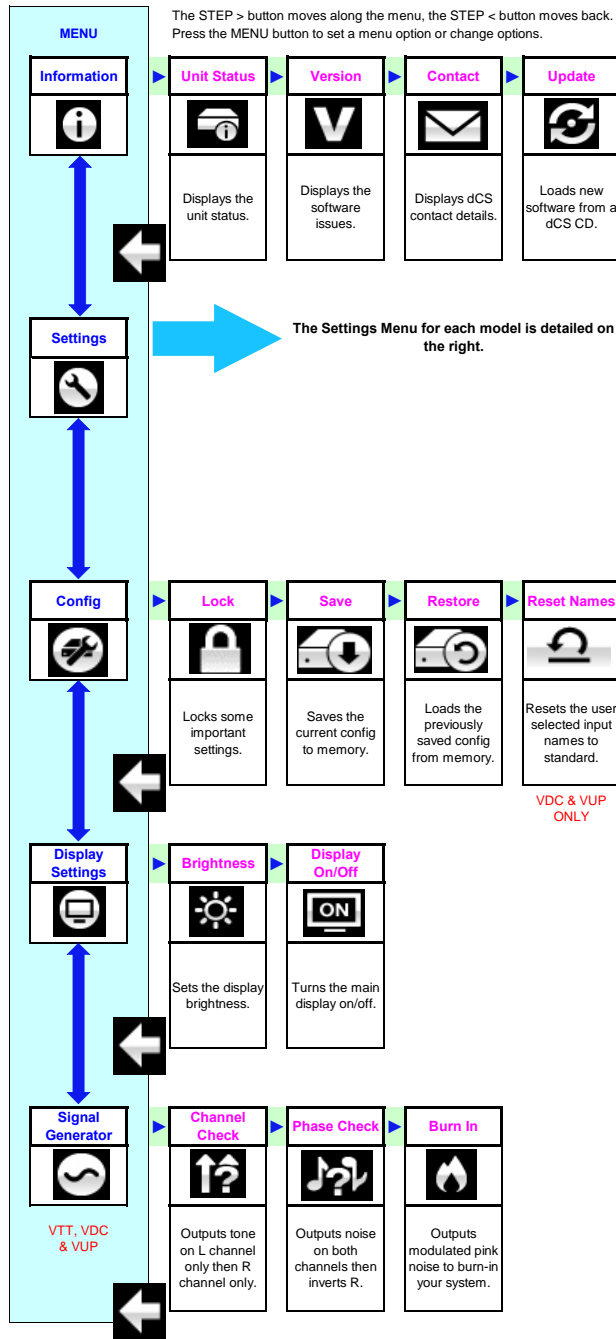 The STEP > button moves along the menu, the STEP < button moves back.
Press the MENU button to set a menu option or change options.
MENU
Information
Unit Status
Version
Contact
Update
Displays the
unit status.
Displays the
software
issues.
Displays dCS
contact details.
Loads new
software from a
dCS CD.
Settings
The Settings Menu for each model is detailed on
the right.
Config
Lock
Save
Restore
Reset Names
Locks some
important
settings.
Saves the
current config
to memory.
Loads the
previously
saved config
from memory.
Resets the user
selected input
names to
standard.
VDC & VUP
ONLY
Display
Settings
Brightness
Display
On/Off
ON
Sets the display
brightness.
Turns the main
display on/off.
Signal
Generator
Channel
Check
Phase Check
Burn In
VTT, VDC
& VUP
Outputs tone
on L channel
only then R
channel only.
Outputs noise
on both
channels then
inverts R.
Outputs
modulated pink
noise to burn-in
your system.